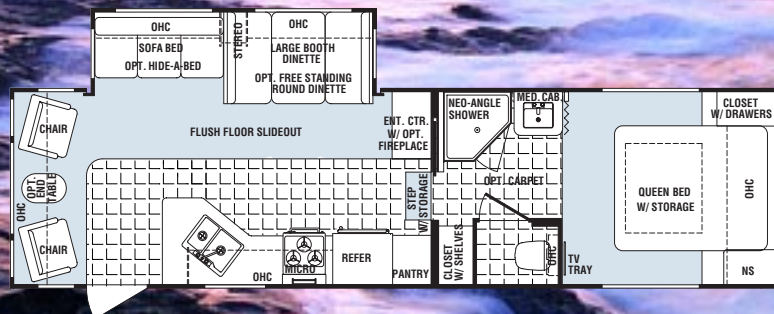 OHC
SOFA BED
OPT. HIDE-A-BED
STEREO
OHC
LARGE BOOTH
DINETTE
OPT. FREE STANDING
ROUND DINETTE
CHAIR
OPT.
END
TABLE
OHC
CHAIR
FLUSH FLOOR SLIDEOUT
ENT. CTR.
W/ OPT.
FIREPLACE
NEO-ANGLE
SHOWER
MED. CAB.
CLOSET
W/ DRAWERS
OPT. CARPET
STEP
W/ STORAGE
QUEEN BED
W/ STORAGE
OHC
OHC
MICRO
REFER
PANTRY
CLOSET
W/ SHELVES
OHC
TV
TRAY
NS